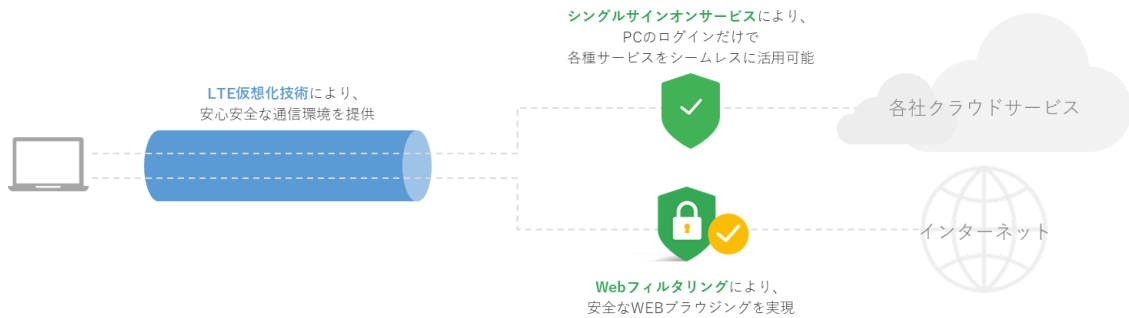 シングルサインオンサービスにより、
PCのログインだけで
各種サービスをシームレスに活用可能
LTE仮想化技術により、
安心安全な通信環境を提供
各社クラウドサービス
インターネット
Webフィルタリングにより、
安全なWEBブラウジングを実現